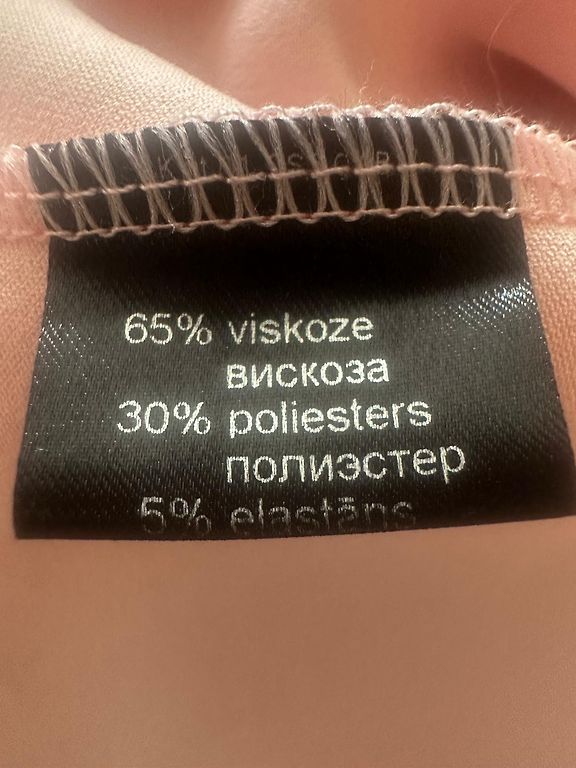 65% viskoze
вискоза
30% poliesters
полиэстер
5% elastāns